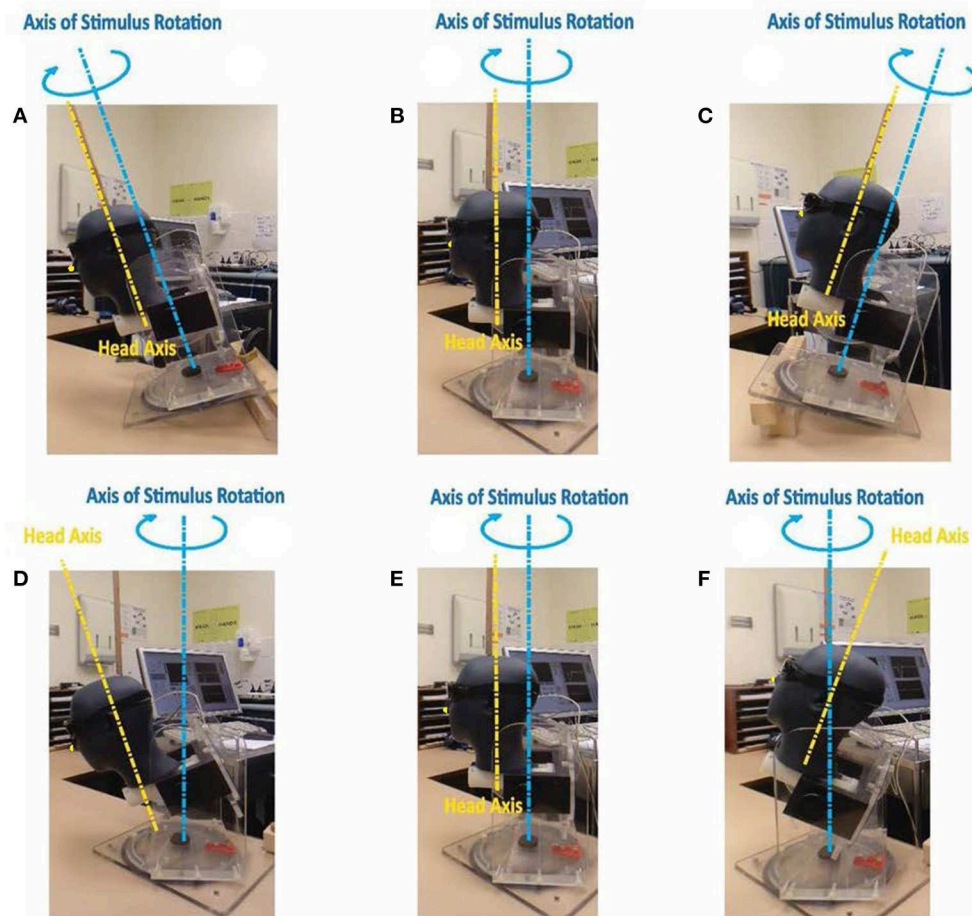 Axis of Stimulus Rotation
Axis of Stimulus Rotation
Axis of Stimulus Rotation
A
B
C
Head Axis
Head Axis
Head Axis
Axis of Stimulus Rotation
Axis of Stimulus Rotation
Axis of Stimulus Rotation
Head Axis
Head Axis
D
E
F
Head Axis